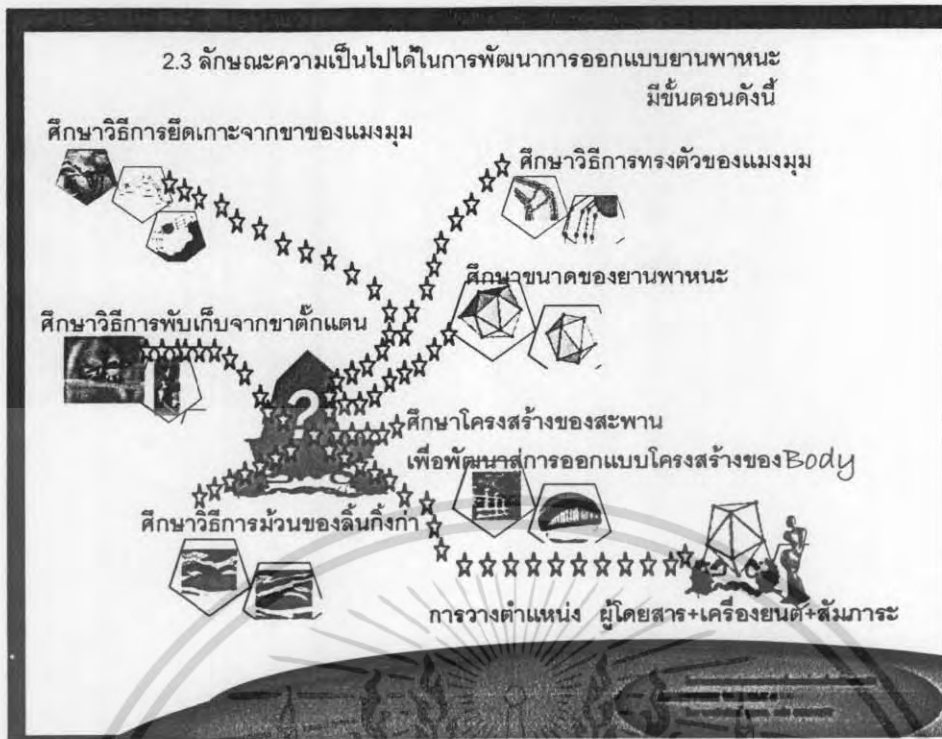 2.3 ลักษณะความเป็นไปได้ในการพัฒนาการออกแบบยานพาหนะ
มีขั้นตอนดังนี้
ศึกษาวิธีการยึดเกาะจากขาของแมงมุม
ศึกษาวิธีการทรงตัวของแมงมุม
ศึกษาขนาดของยานพาหนะ
ศึกษาวิธีการพับเก็บจากขาตั๊กแตน
?
ศึกษาโครงสร้างของสะพาน
เพื่อพัฒนาสู่การออกแบบโครงสร้างของBody
ศึกษาวิธีการม้วนของลิ้นกิ้งก่า
การวางตำแหน่ง ผู้โดยสาร+เครื่องยนต์+สัมภาระ